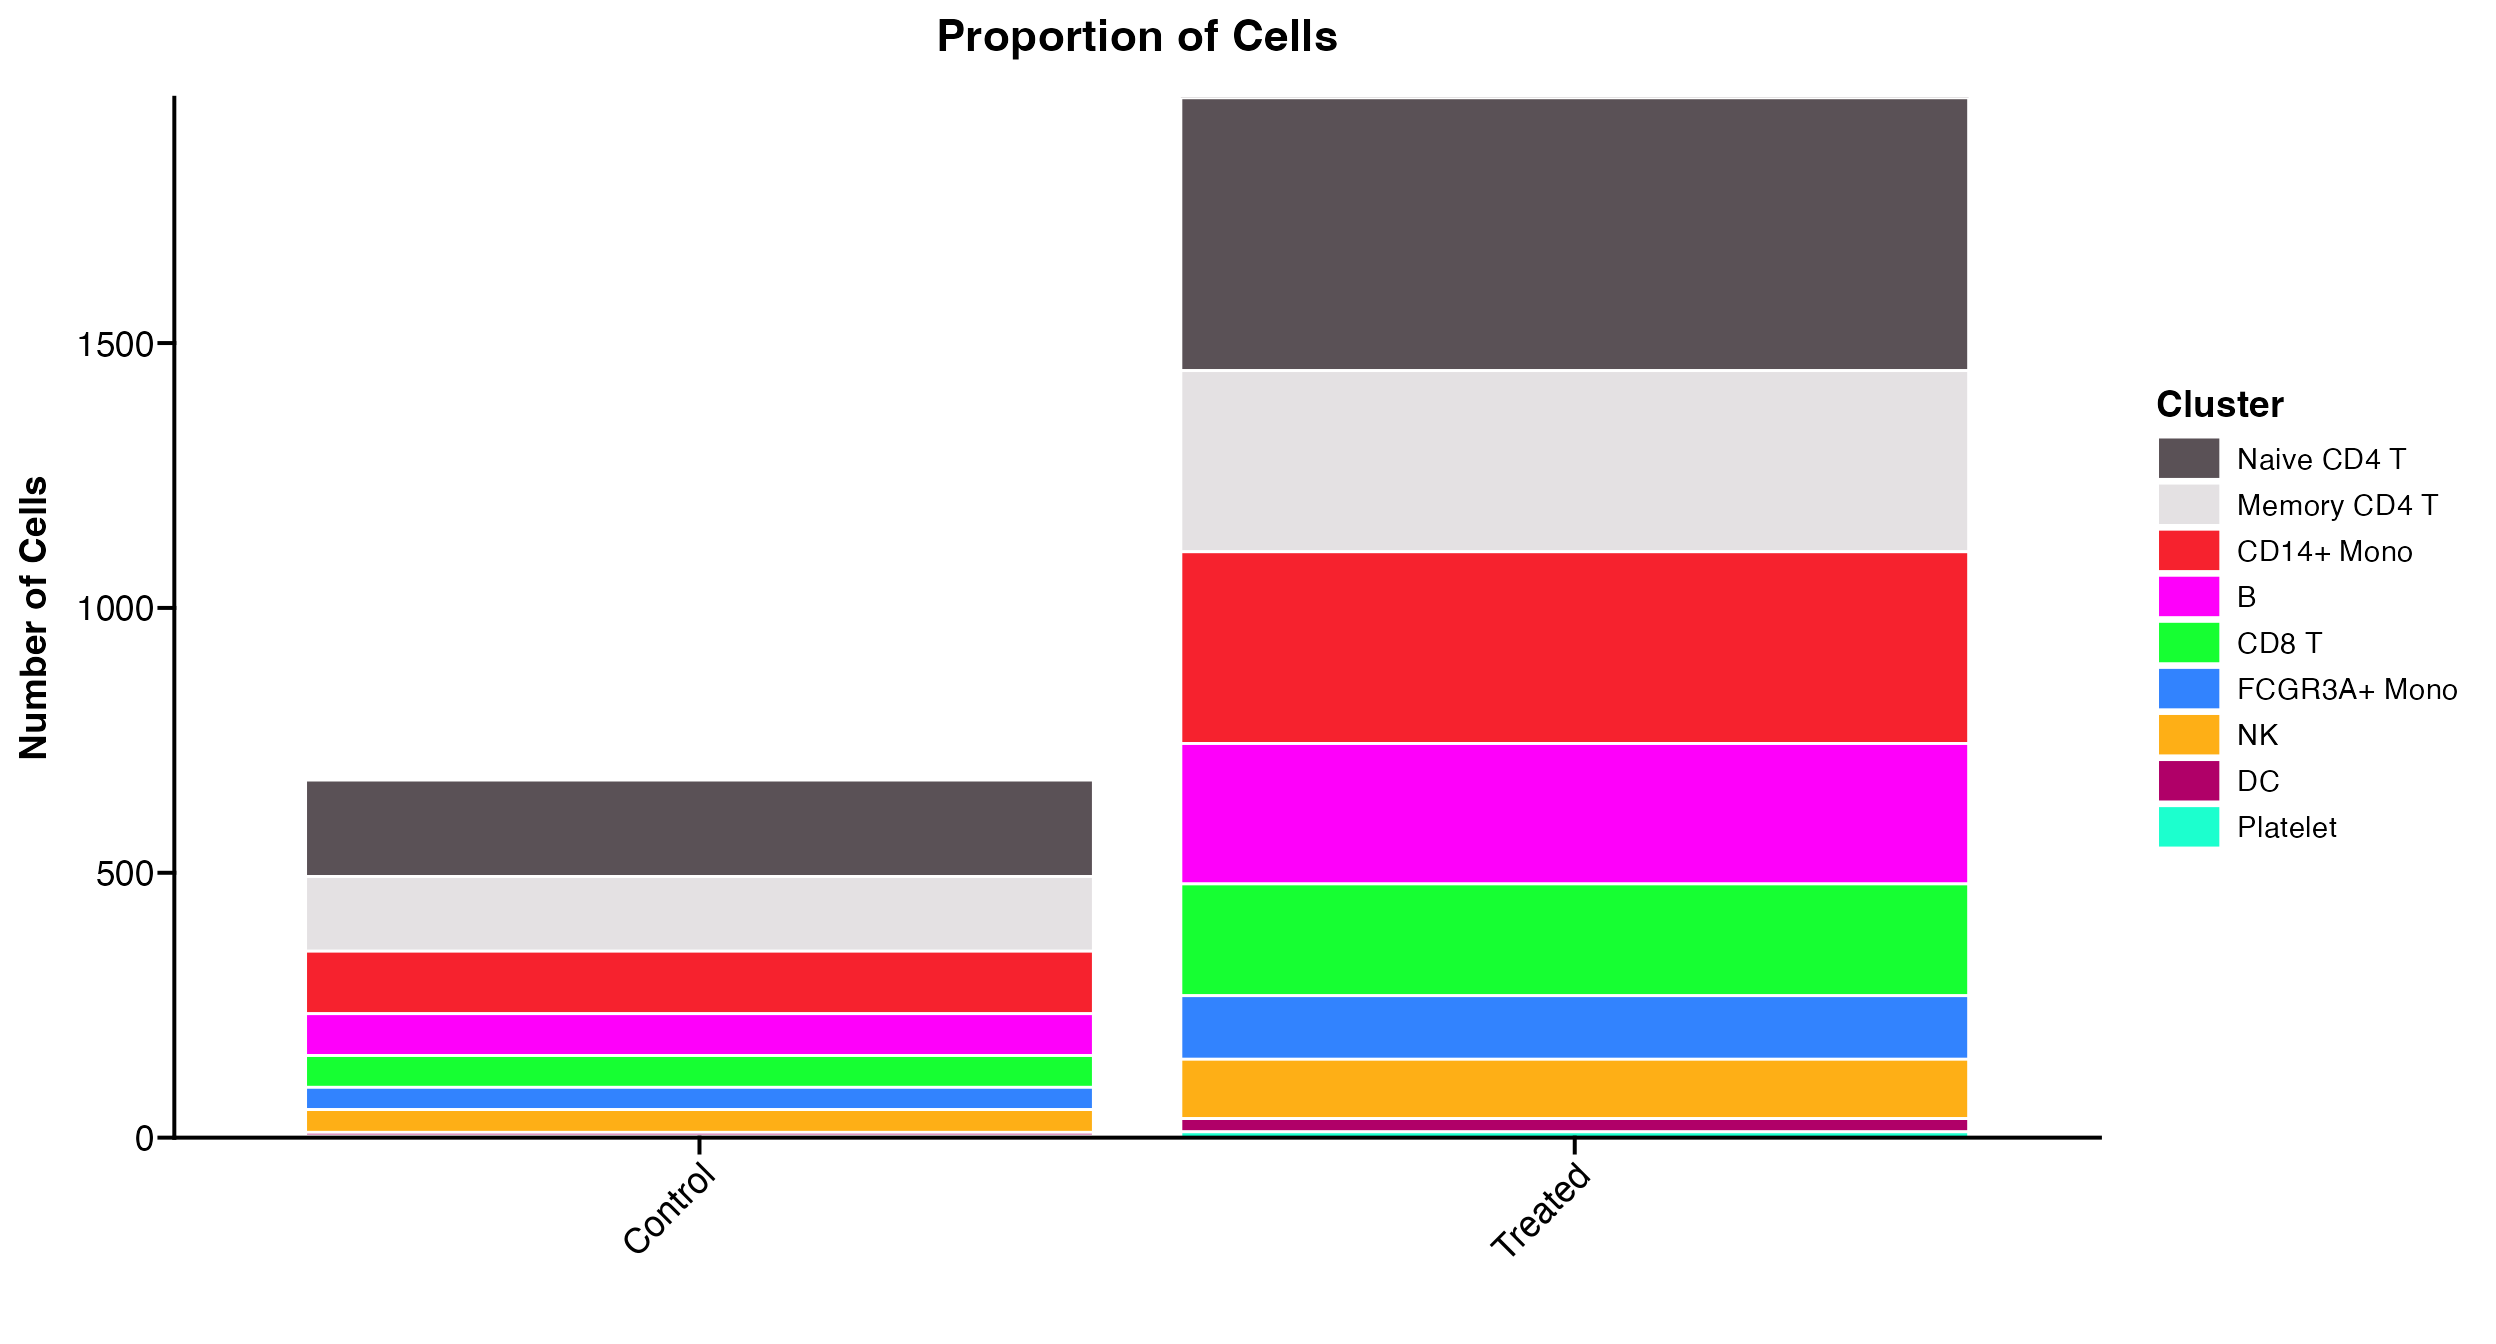 Proportion of Cells
Number of Cells
1500
1000
500
0
Control
Treated
Cluster
Naive CD4 T
Memory CD4 T
CD14+ Mono
B
CD8 T
FCGR3A+ Mono
NK
DC
Platelet